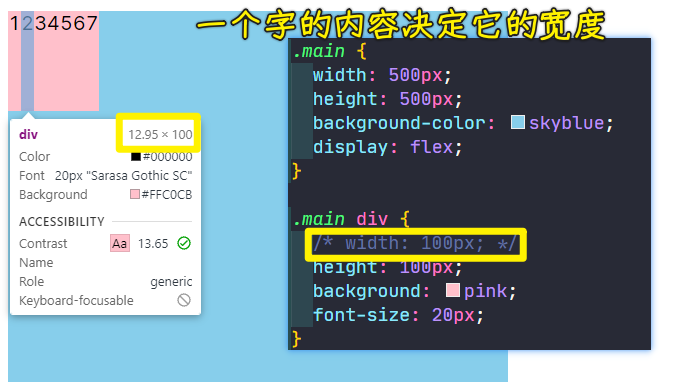 一个字的内容决定它的宽度
1234567
div 12.95 × 100
Color #000000
Font 20px "Sarasa Gothic SC"
Background #FFC0CB
ACCESSIBILITY
Contrast Aa 13.65
Name
Role generic
Keyboard-focusable
.main {
width: 500px;
height: 500px;
background-color: skyblue;
display: flex;
}
.main div {
/* width: 100px; */
height: 100px;
background: pink;
font-size: 20px;
}